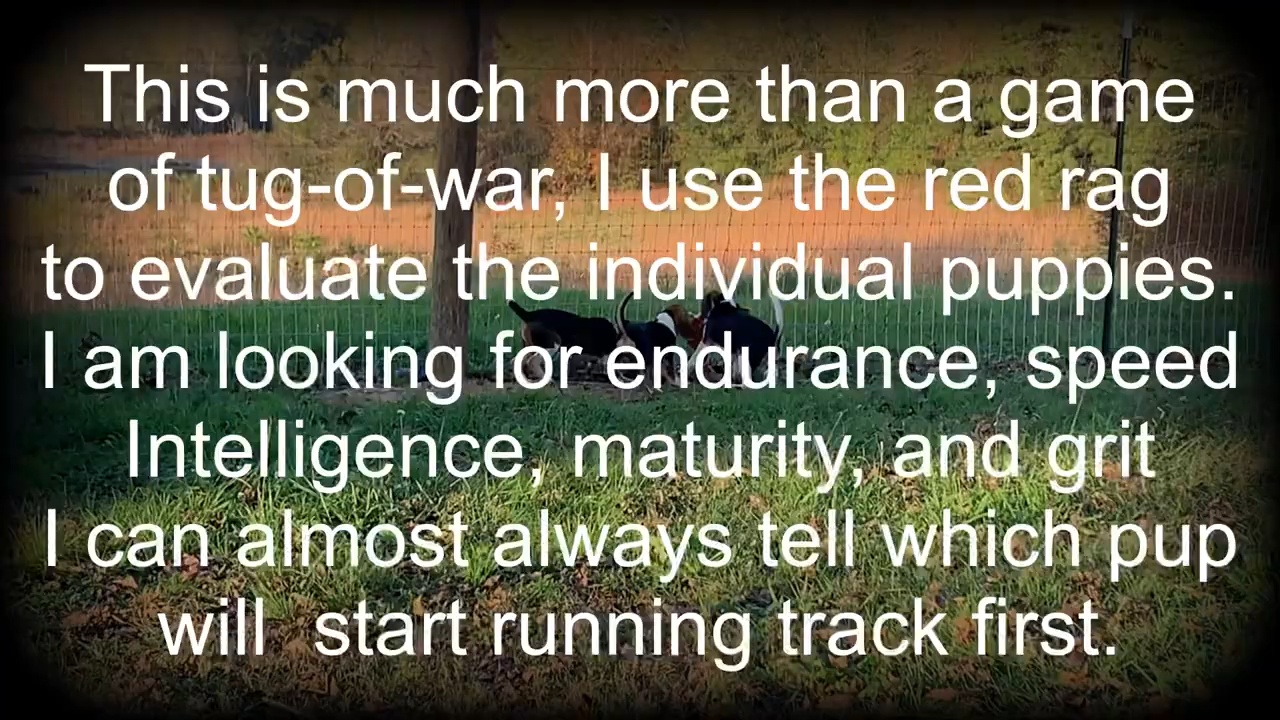 This is much more than a game
of tug-of-war, I use the red rag
to evaluate the individual puppies.
I am looking for endurance, speed
Intelligence, maturity, and grit
I can almost always tell which pup
will  start running track first.